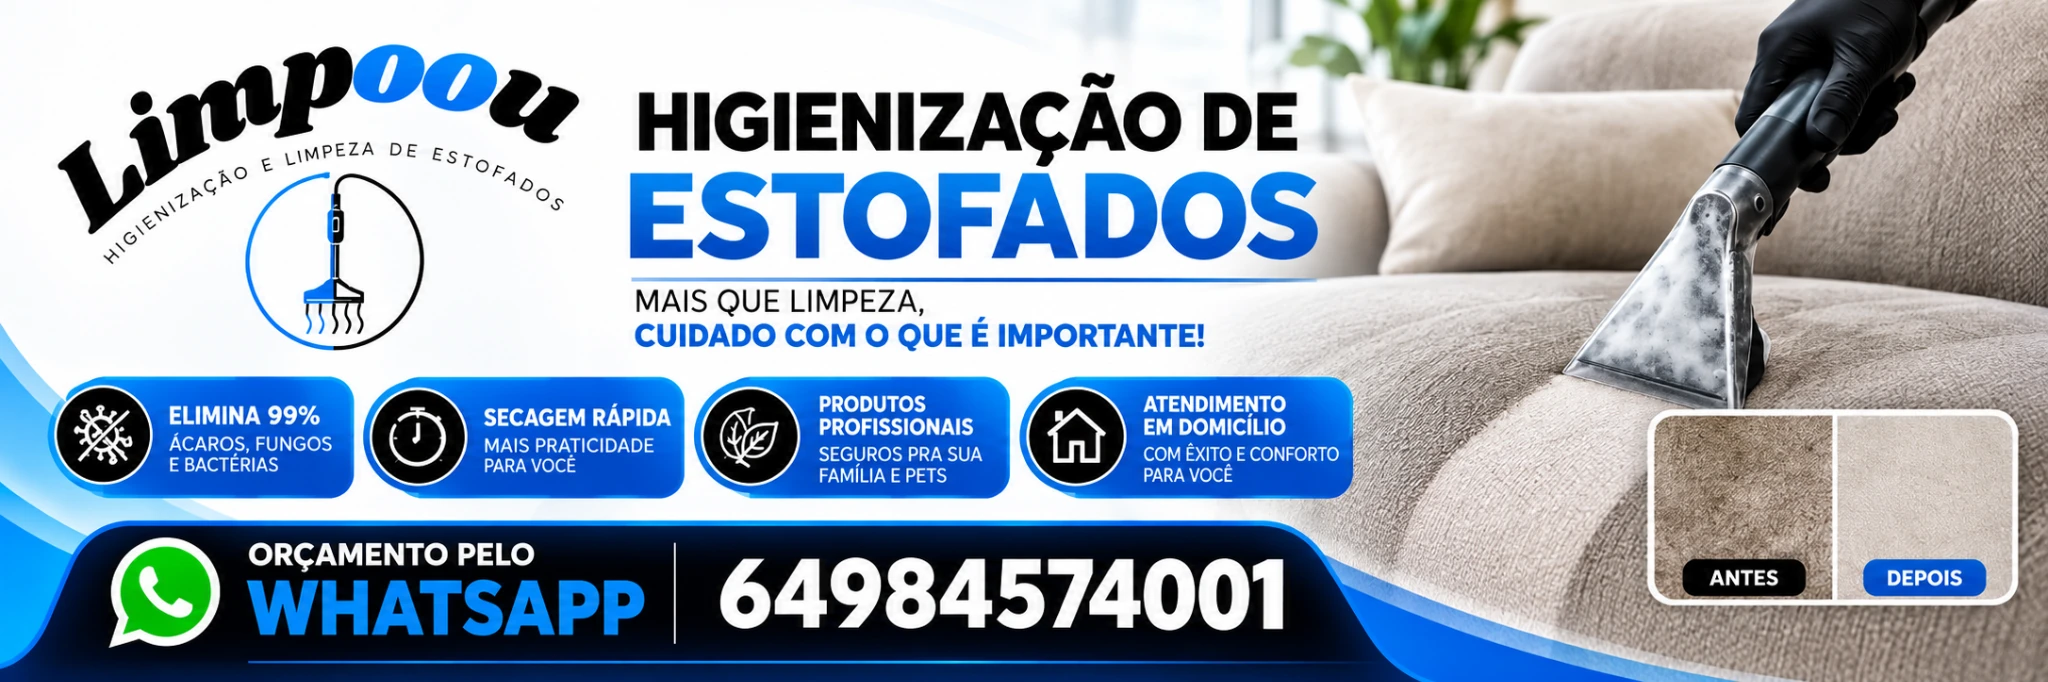 Limpoou
HIGIENIZAÇÃO E LIMPEZA DE ESTOFADOS
HIGIENIZAÇÃO DE
ESTOFADOS
MAIS QUE LIMPEZA,
CUIDADO COM O QUE É IMPORTANTE!
ELIMINA 99%
ÁCAROS, FUNGOS
E BACTÉRIAS
SECAGEM RÁPIDA
MAIS PRATICIDADE
PARA VOCÊ
PRODUTOS
PROFISSIONAIS
SEGUROS PRA SUA
FAMÍLIA E PETS
ATENDIMENTO
EM DOMICÍLIO
COM ÊXITO E CONFORTO
PARA VOCÊ
ORÇAMENTO PELO
WHATSAPP
64984574001
ANTES
DEPOIS